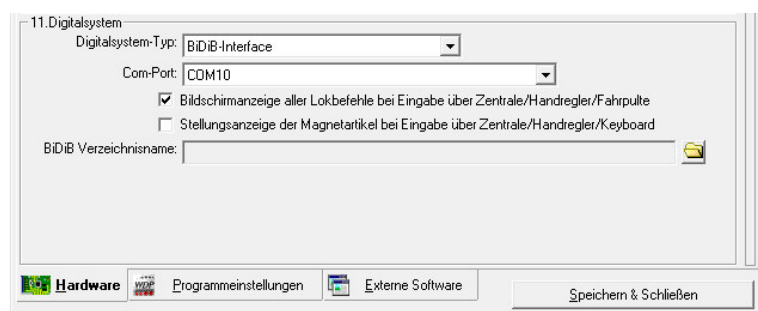 11.Digitalsystem
Digitalsystem-Typ: BiDiB-Interface
Com-Port: COM10
Bildschirmanzeige aller Lokbefehle bei Eingabe über Zentrale/Handregler/Fahrpulte
Stellungsanzeige der Magnetartikel bei Eingabe über Zentrale/Handregler/Keyboard
BiDiB Verzeichnisname:
Hardware WDP Programmeinstellungen Externe Software Speichern & Schließen